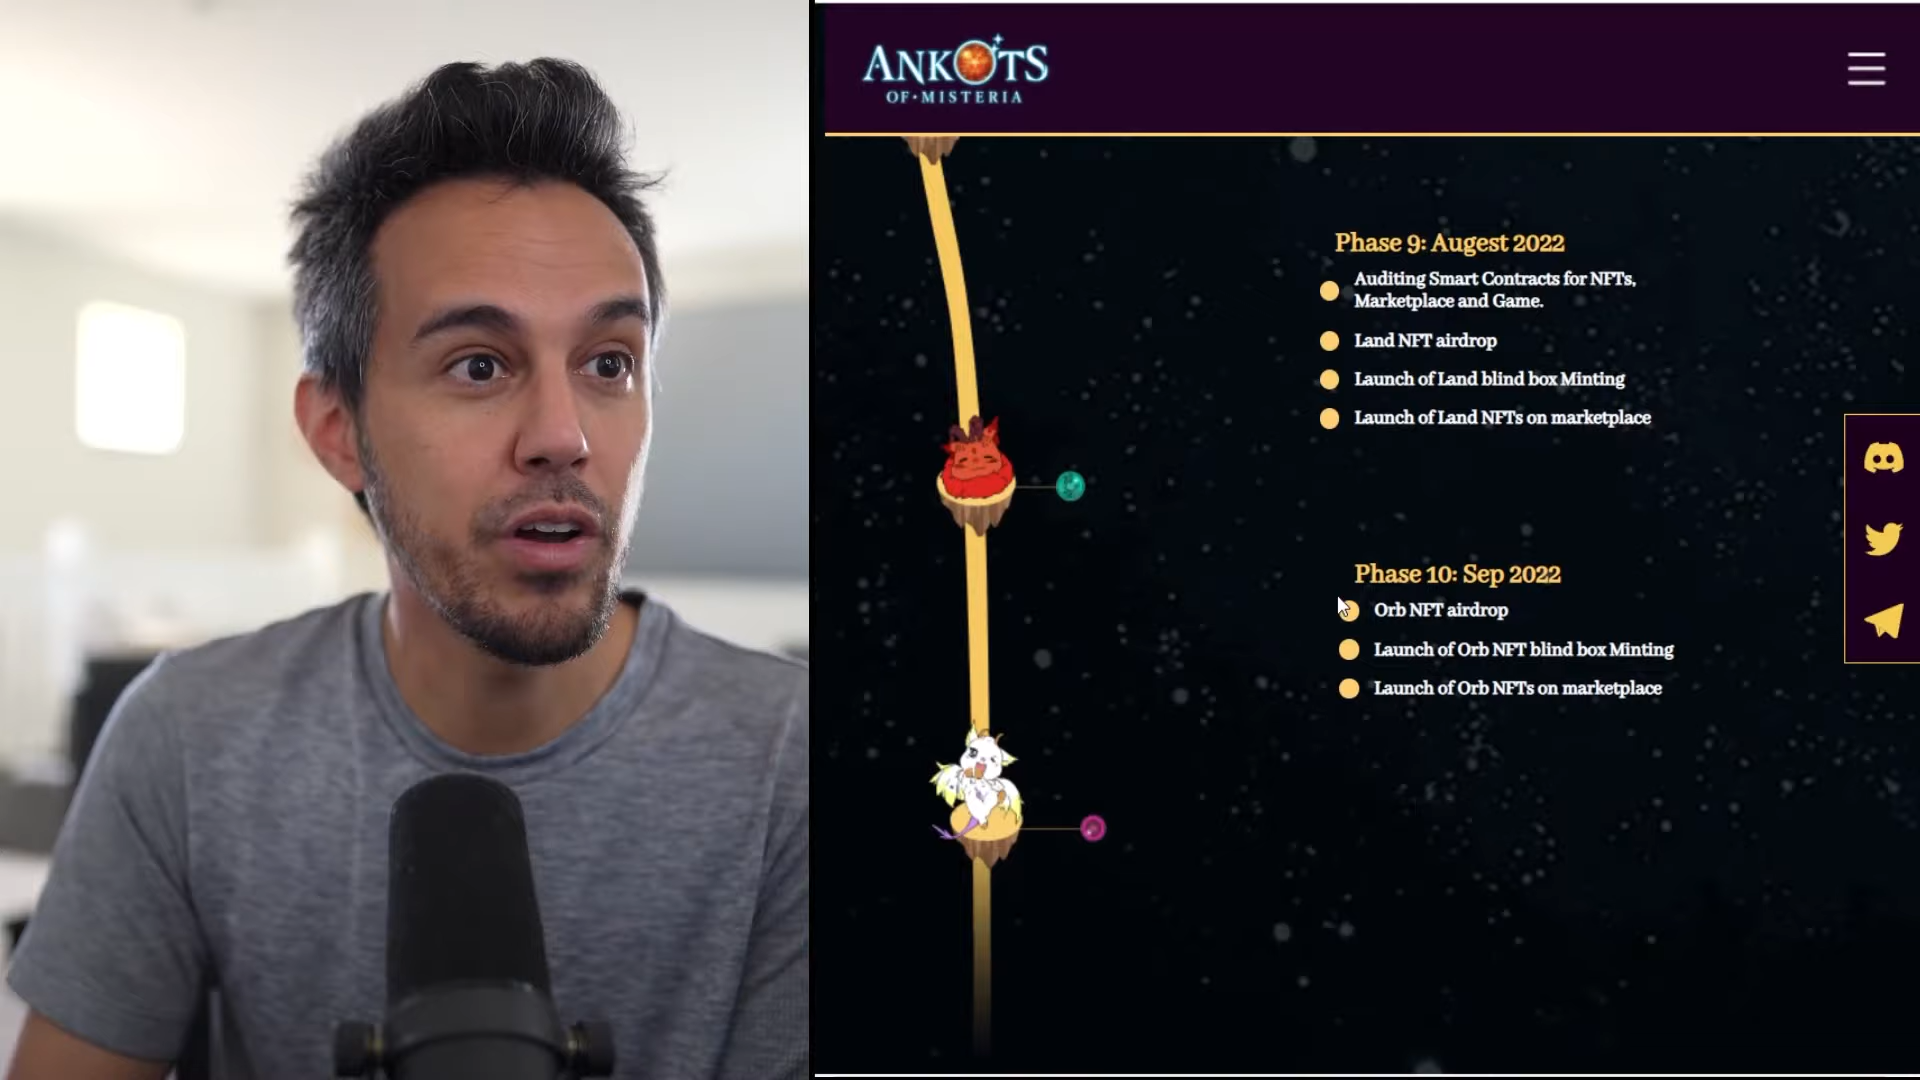 ANKOTS
OF·MISTERIA
Phase 9: Augest 2022
Auditing Smart Contracts for NFTs,
Marketplace and Game.
Land NFT airdrop
Launch of Land blind box Minting
Launch of Land NFTs on marketplace
Phase 10: Sep 2022
Orb NFT airdrop
Launch of Orb NFT blind box Minting
Launch of Orb NFTs on marketplace